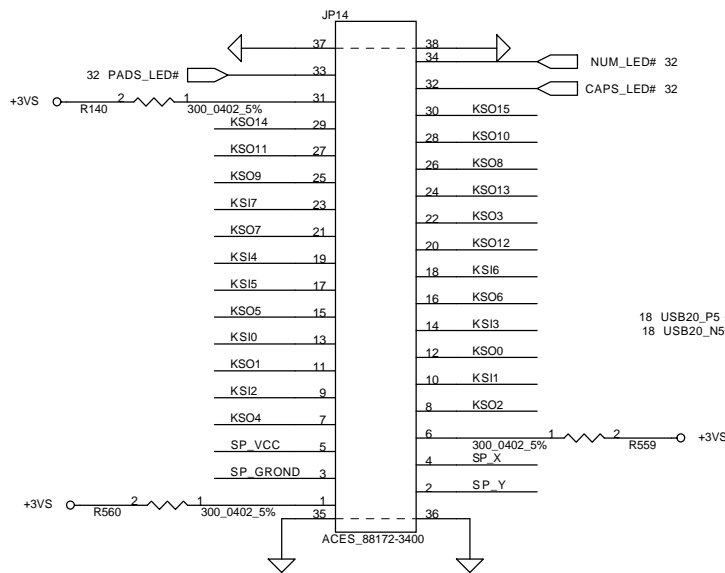 JP14
37 38
34 NUM_LED# 32
32 PADS_LED# 33
32 CAPS_LED# 32
+3VS R140 2 1 300_0402_5% 31
30 KSO15
KSO14 29
28 KSO10
KSO11 27
26 KSO8
KSO9 25
24 KSO13
KSI7 23
22 KSO3
KSO7 21
20 KSO12
KSI4 19
18 KSI6
KSI5 17
16 KSO6
KSO5 15
18 USB20_P5
14 KSI3
18 USB20_N5
KSI0 13
12 KSO0
KSO1 11
10 KSI1
KSI2 9
8 KSO2
KSO4 7
6 300_0402_5% 1 2 R559 +3VS
SP_VCC 5
4 SP_X
SP_GROND 3
2 SP_Y
+3VS R560 2 1 300_0402_5% 1
35 36
ACES_88172-3400